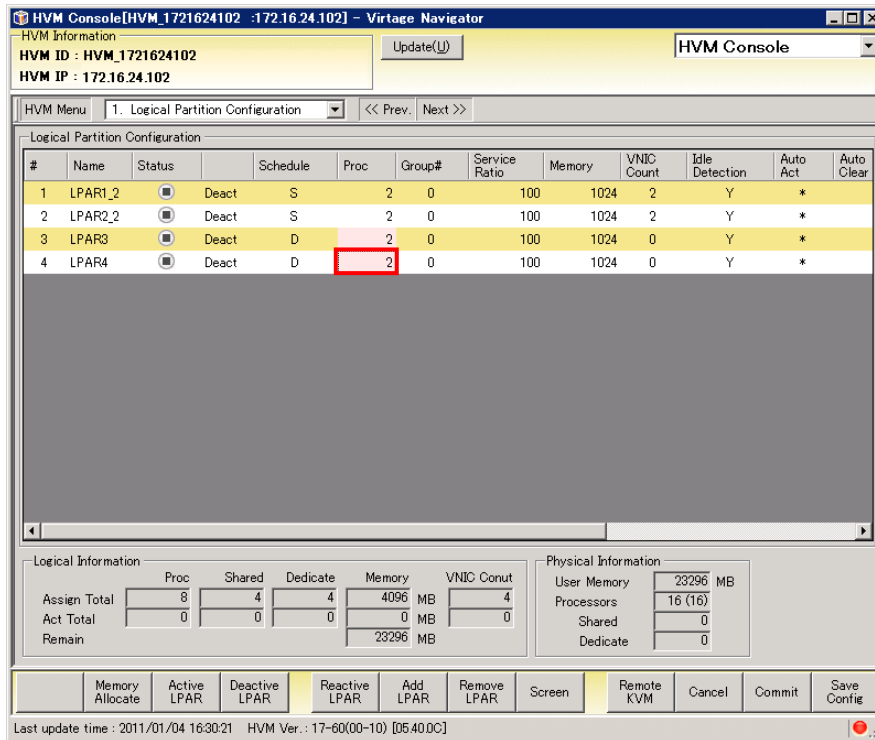 HVM Console[HVM_1721624102 :172.16.24.102] - Virtage Navigator
HVM Information
HVM ID : HVM_1721624102
HVM IP : 172.16.24.102
Update(U)
HVM Console
HVM Menu 1. Logical Partition Configuration << Prev. Next >>
Logical Partition Configuration
# Name Status Schedule Proc Group# Service Ratio Memory VNIC Count Idle Detection Auto Act Auto Clear
1 LPAR1_2 Deact S 2 0 100 1024 2 Y *
2 LPAR2_2 Deact S 2 0 100 1024 2 Y *
3 LPAR3 Deact D 2 0 100 1024 0 Y *
4 LPAR4 Deact D 2 0 100 1024 0 Y *
Logical Information
Proc Shared Dedicate Memory VNIC Conut
Assign Total 8 4 4 4096 MB 4
Act Total 0 0 0 0 MB 0
Remain 23296 MB
Physical Information
User Memory 23296 MB
Processors 16 (16)
Shared 0
Dedicate 0
Memory Allocate Active LPAR Deactive LPAR Reactive LPAR Add LPAR Remove LPAR Screen Remote KVM Cancel Commit Save Config
Last update time : 2011/01/04 16:30:21 HVM Ver. : 17-60(00-10) [05.40.0C]